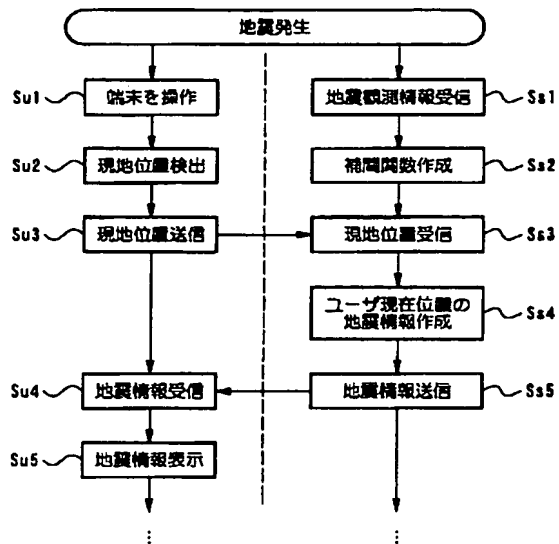 地震発生
Su1
端末を操作
地震観測情報受信
Ss1
Su2
現地位置検出
補間関数作成
Ss2
Su3
現地位置送信
現地位置受信
Ss3
ユーザ現在位置の
地震情報作成
Ss4
Su4
地震情報受信
地震情報送信
Ss5
Su5
地震情報表示
⋮
⋮